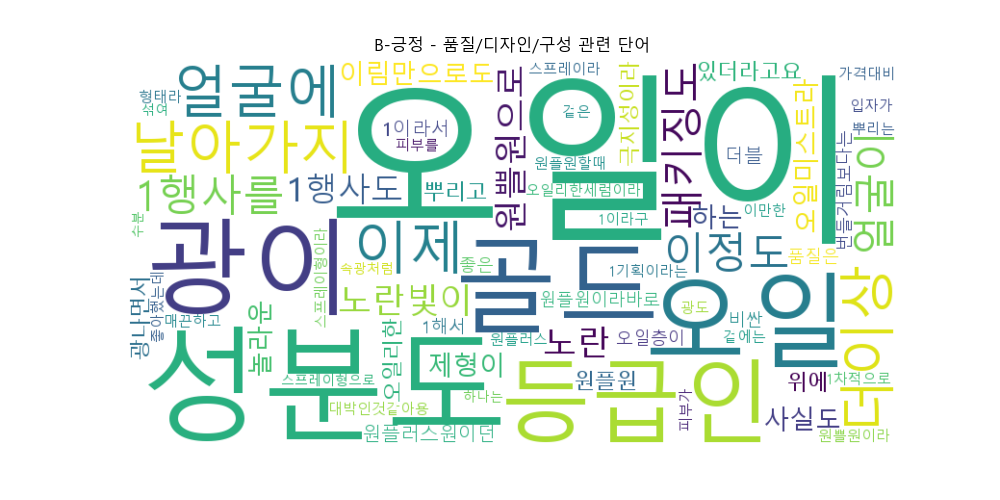 B-긍정 - 품질/디자인/구성 관련 단어
오일이
성분도
광이
오일
골드
등급인
얼굴에
날아가지
이림만으로도
스프레이라
원쁠원으로
극지성이라
패키징도
있더라고요
가격대비
형태라
섞여
1이라서
피부를
같은
더블
오일미스트라
입자가
뿌리는
번들거림보다는
얼굴이
원플원할때
오일리한세럼이라
1행사를
1행사도
뿌리고
하는
이만한
1이라구
이제
이정도
품질은
수분
스프레이형이라
속광처럼
좋은
1기획이라는
더이상
광나면서
좋아했는데
매끈하고
놀라운
노란빛이
원플원이라바로
광도
비싼
겉에는
1해서
원플러스
노란
오일층이
오일리한
제형이
스프레이형으로
하나는
원플원
위에
1차적으로
대박인것같아용
원플러스원이던
피부가
사실도
원쁠원이라